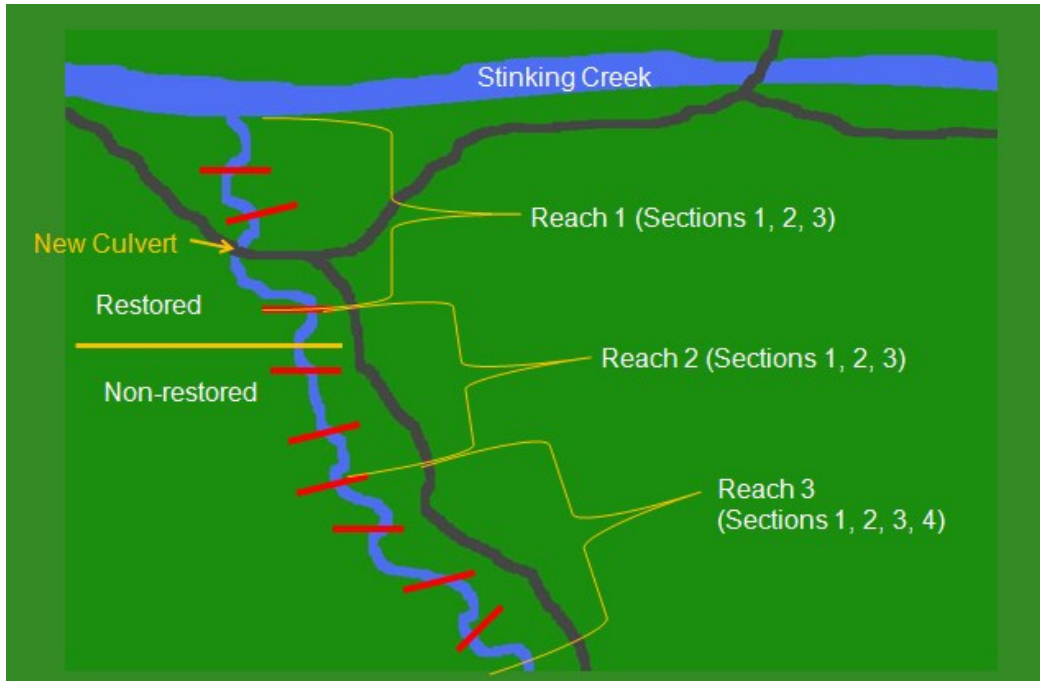 Stinking Creek
Reach 1 (Sections 1, 2, 3)
New Culvert
Restored
Reach 2 (Sections 1, 2, 3)
Non-restored
Reach 3
(Sections 1, 2, 3, 4)